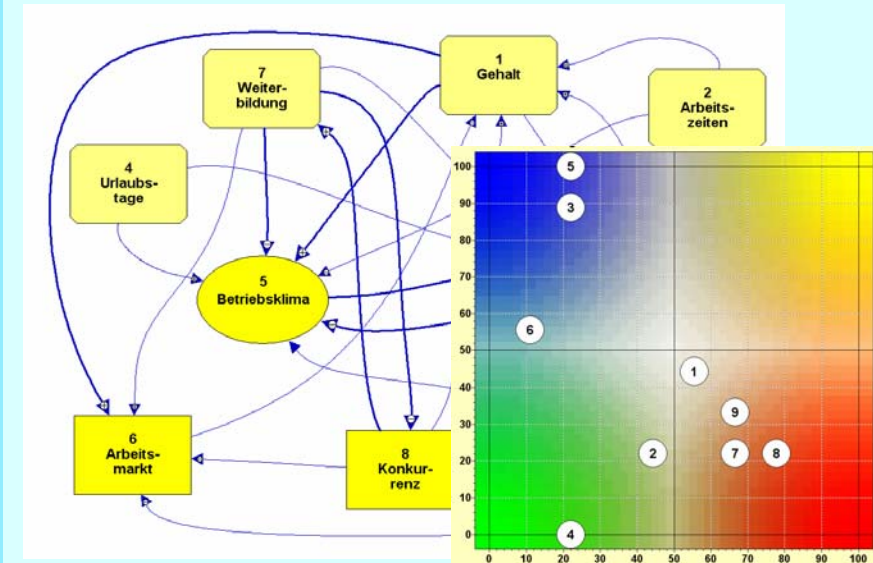 7
Weiter-
bildung
1
Gehalt
2
Arbeits-
zeiten
4
Urlaubs-
tage
5
Betriebsklima
6
Arbeits-
markt
8
Konkur-
renz
100
90
80
70
60
50
40
30
20
10
0
0 10 20 30 40 50 60 70 80 90 100
5
3
6
1
9
2 7 8
4